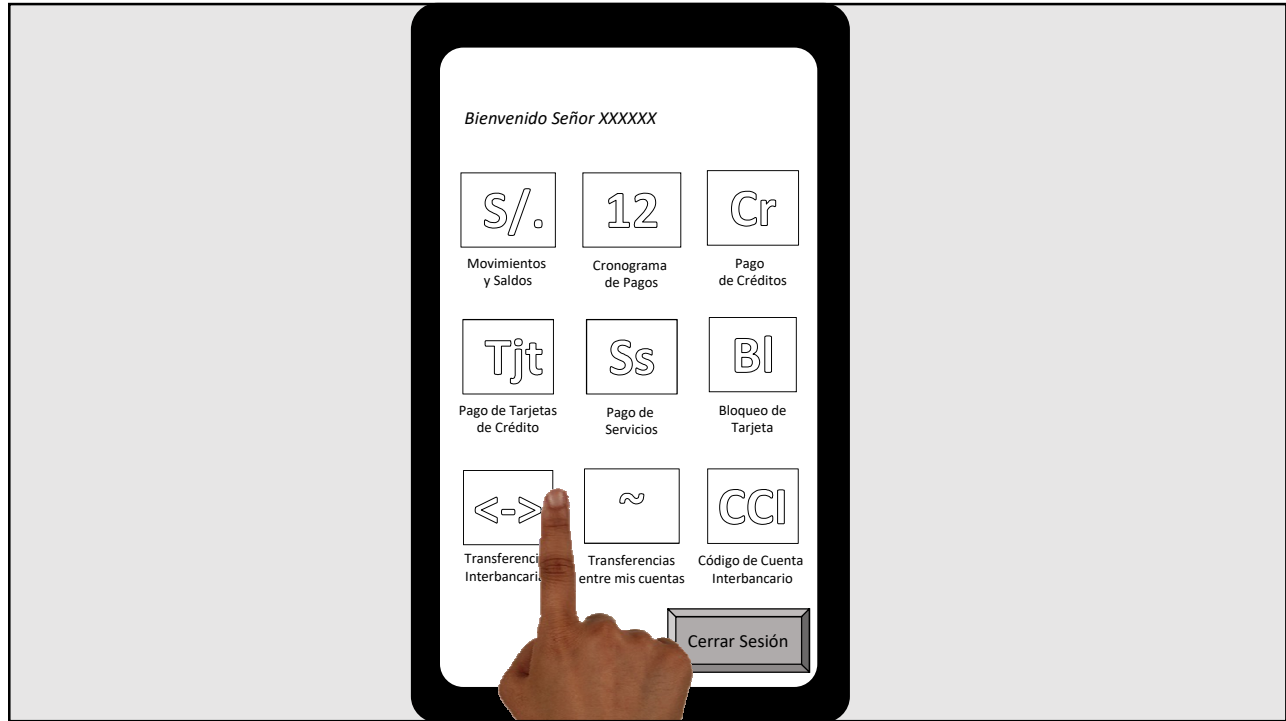 Bienvenido Señor XXXXXX
S/.
12
Cr
Movimientos
y Saldos
Cronograma
de Pagos
Pago
de Créditos
Tjt
Ss
Bl
Pago de Tarjetas
de Crédito
Pago de
Servicios
Bloqueo de
Tarjeta
<->
~
CCI
Transferenci
Interbancari
Transferencias
entre mis cuentas
Código de Cuenta
Interbancario
Cerrar Sesión